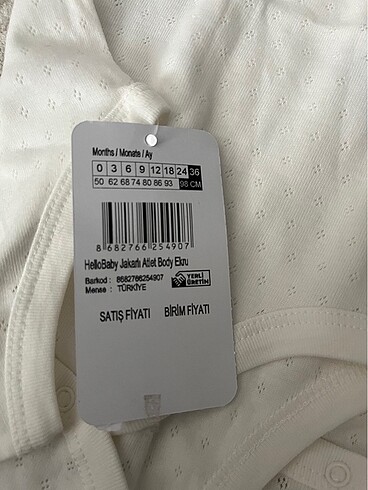 Months / Monate / Ay
0 3 6 9 12 18 24 36
50 62 68 74 80 86 93 98 CM
8 682766 254907
HelloBaby Jakarlı Atlet Body Ekru
Barkod : 8682766254907
Menşe : TÜRKİYE
YERLİ ÜRETİM
SATIŞ FİYATI BİRİM FİYATI